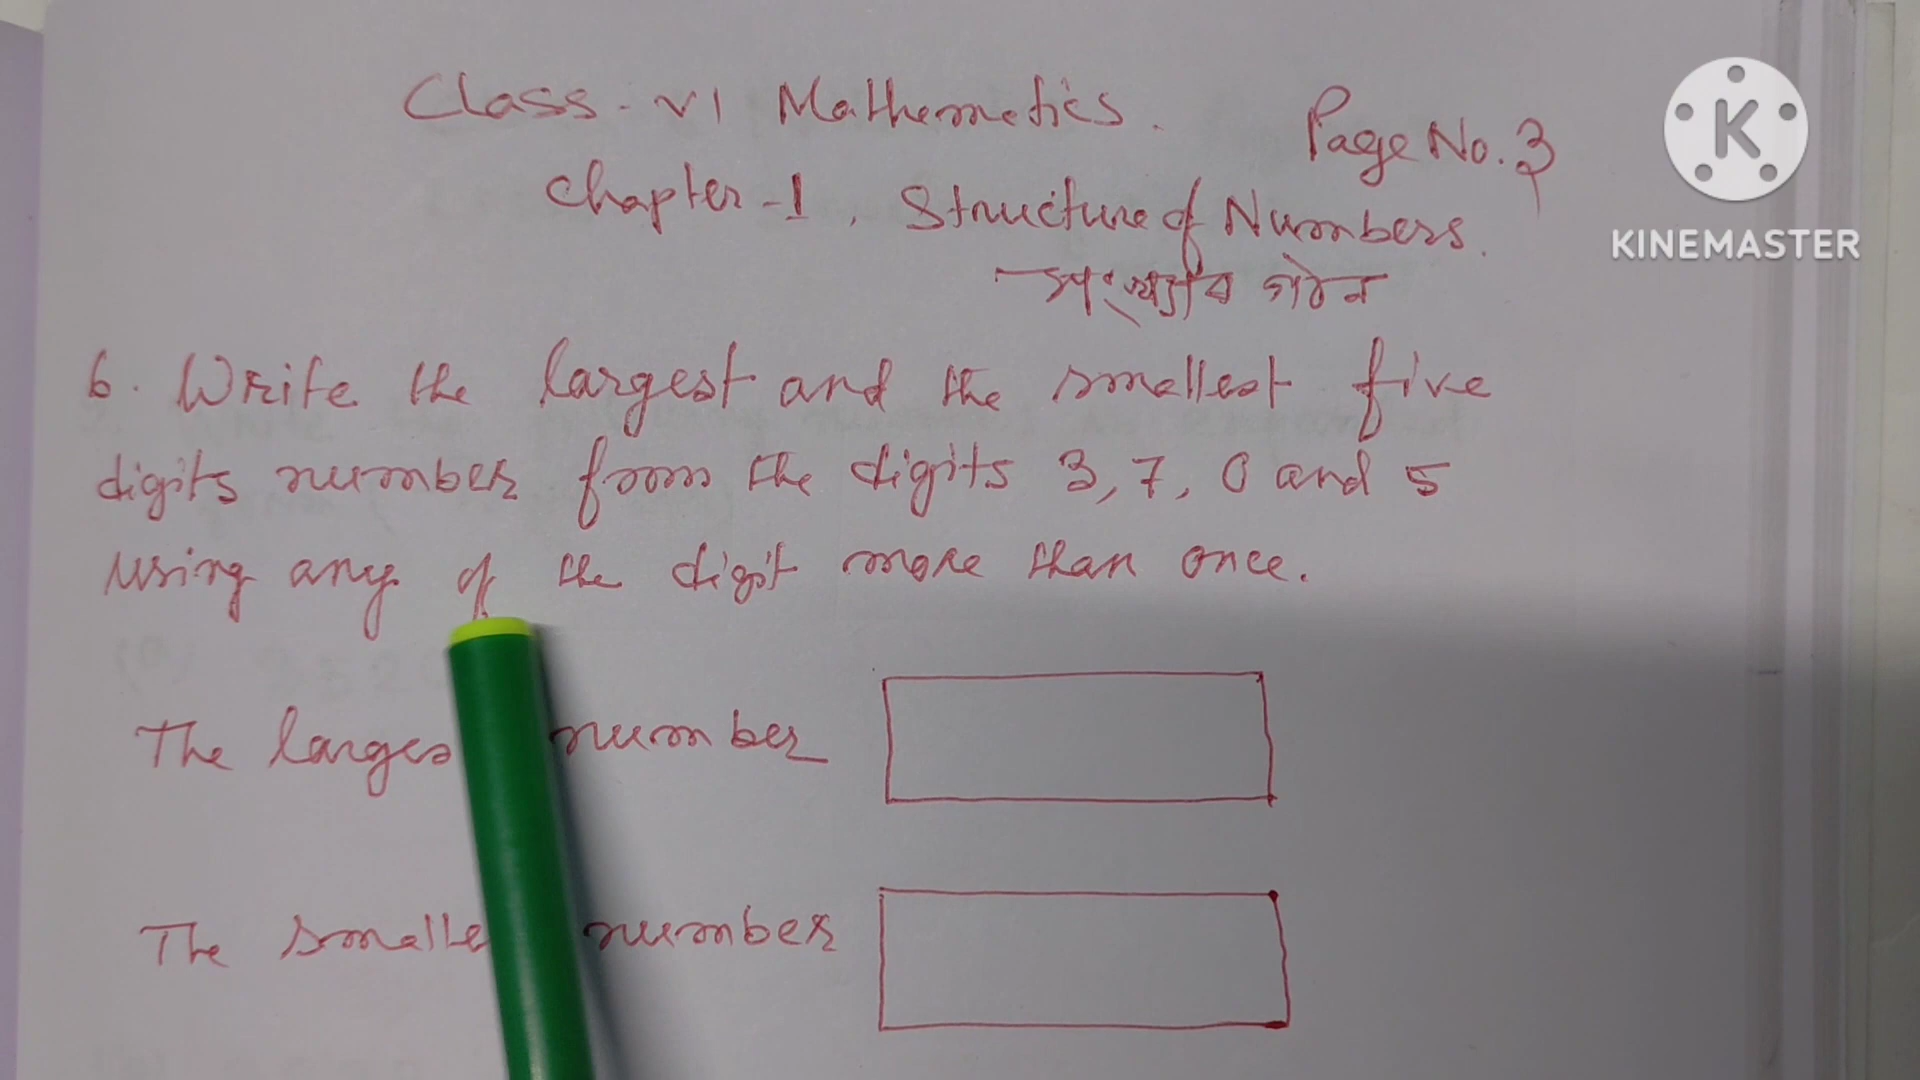 Class - VI Mathematics.
Page No. 3
Chapter - 1, Structure of Numbers.
সংখ্যাৰ গঠন
6. Write the largest and the smallest five
digits number from the digits 3, 7, 0 and 5
using any of the digit more than once.
The larges number
The smalle number
K
KINEMASTER